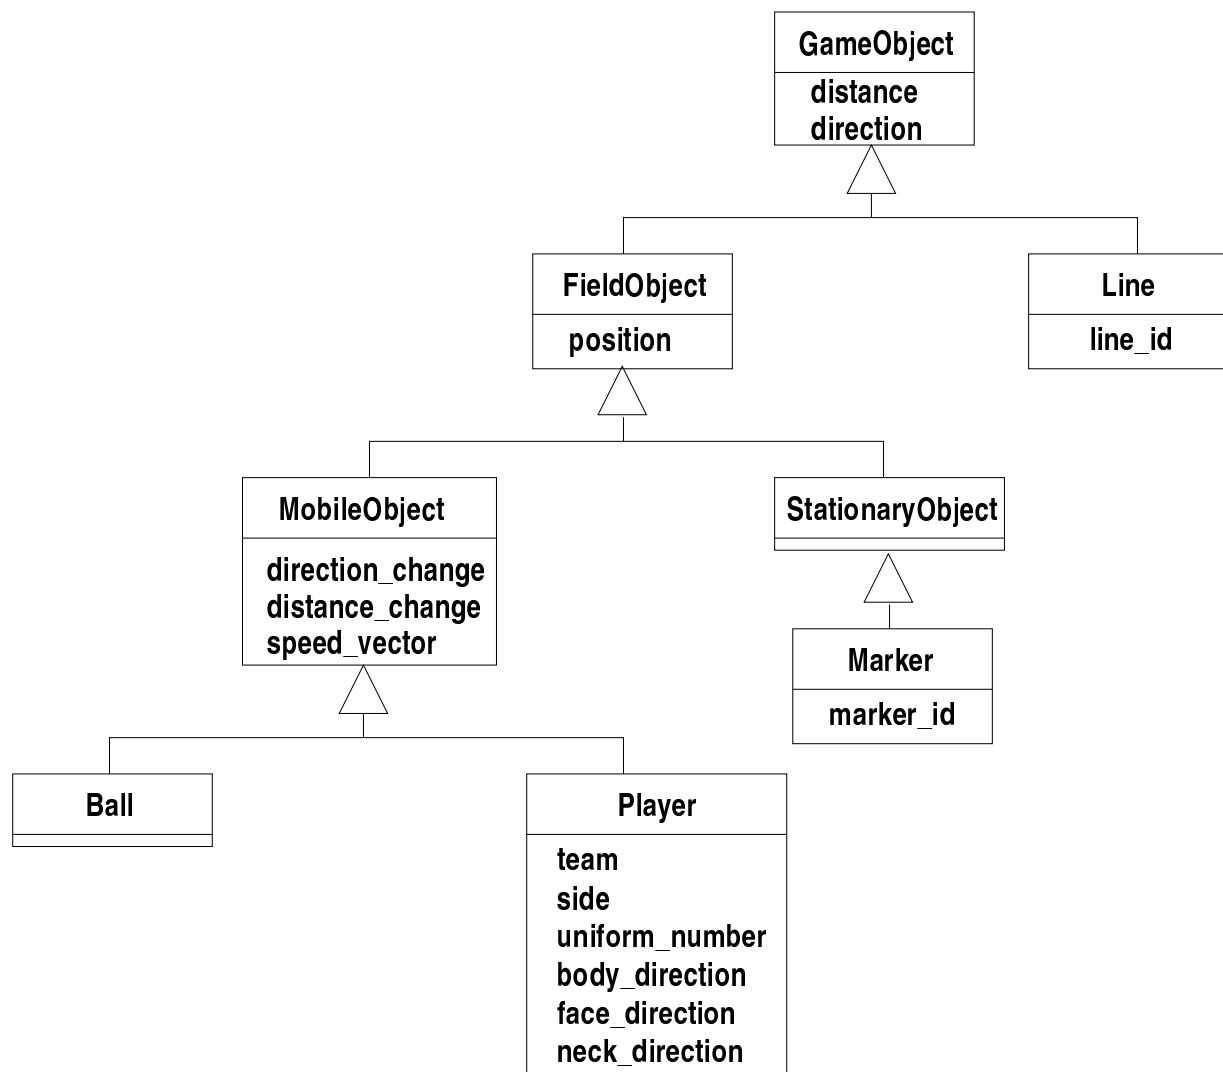 GameObject
distance
direction
FieldObject
position
Line
line_id
MobileObject
direction_change
distance_change
speed_vector
StationaryObject
Marker
marker_id
Ball
Player
team
side
uniform_number
body_direction
face_direction
neck_direction